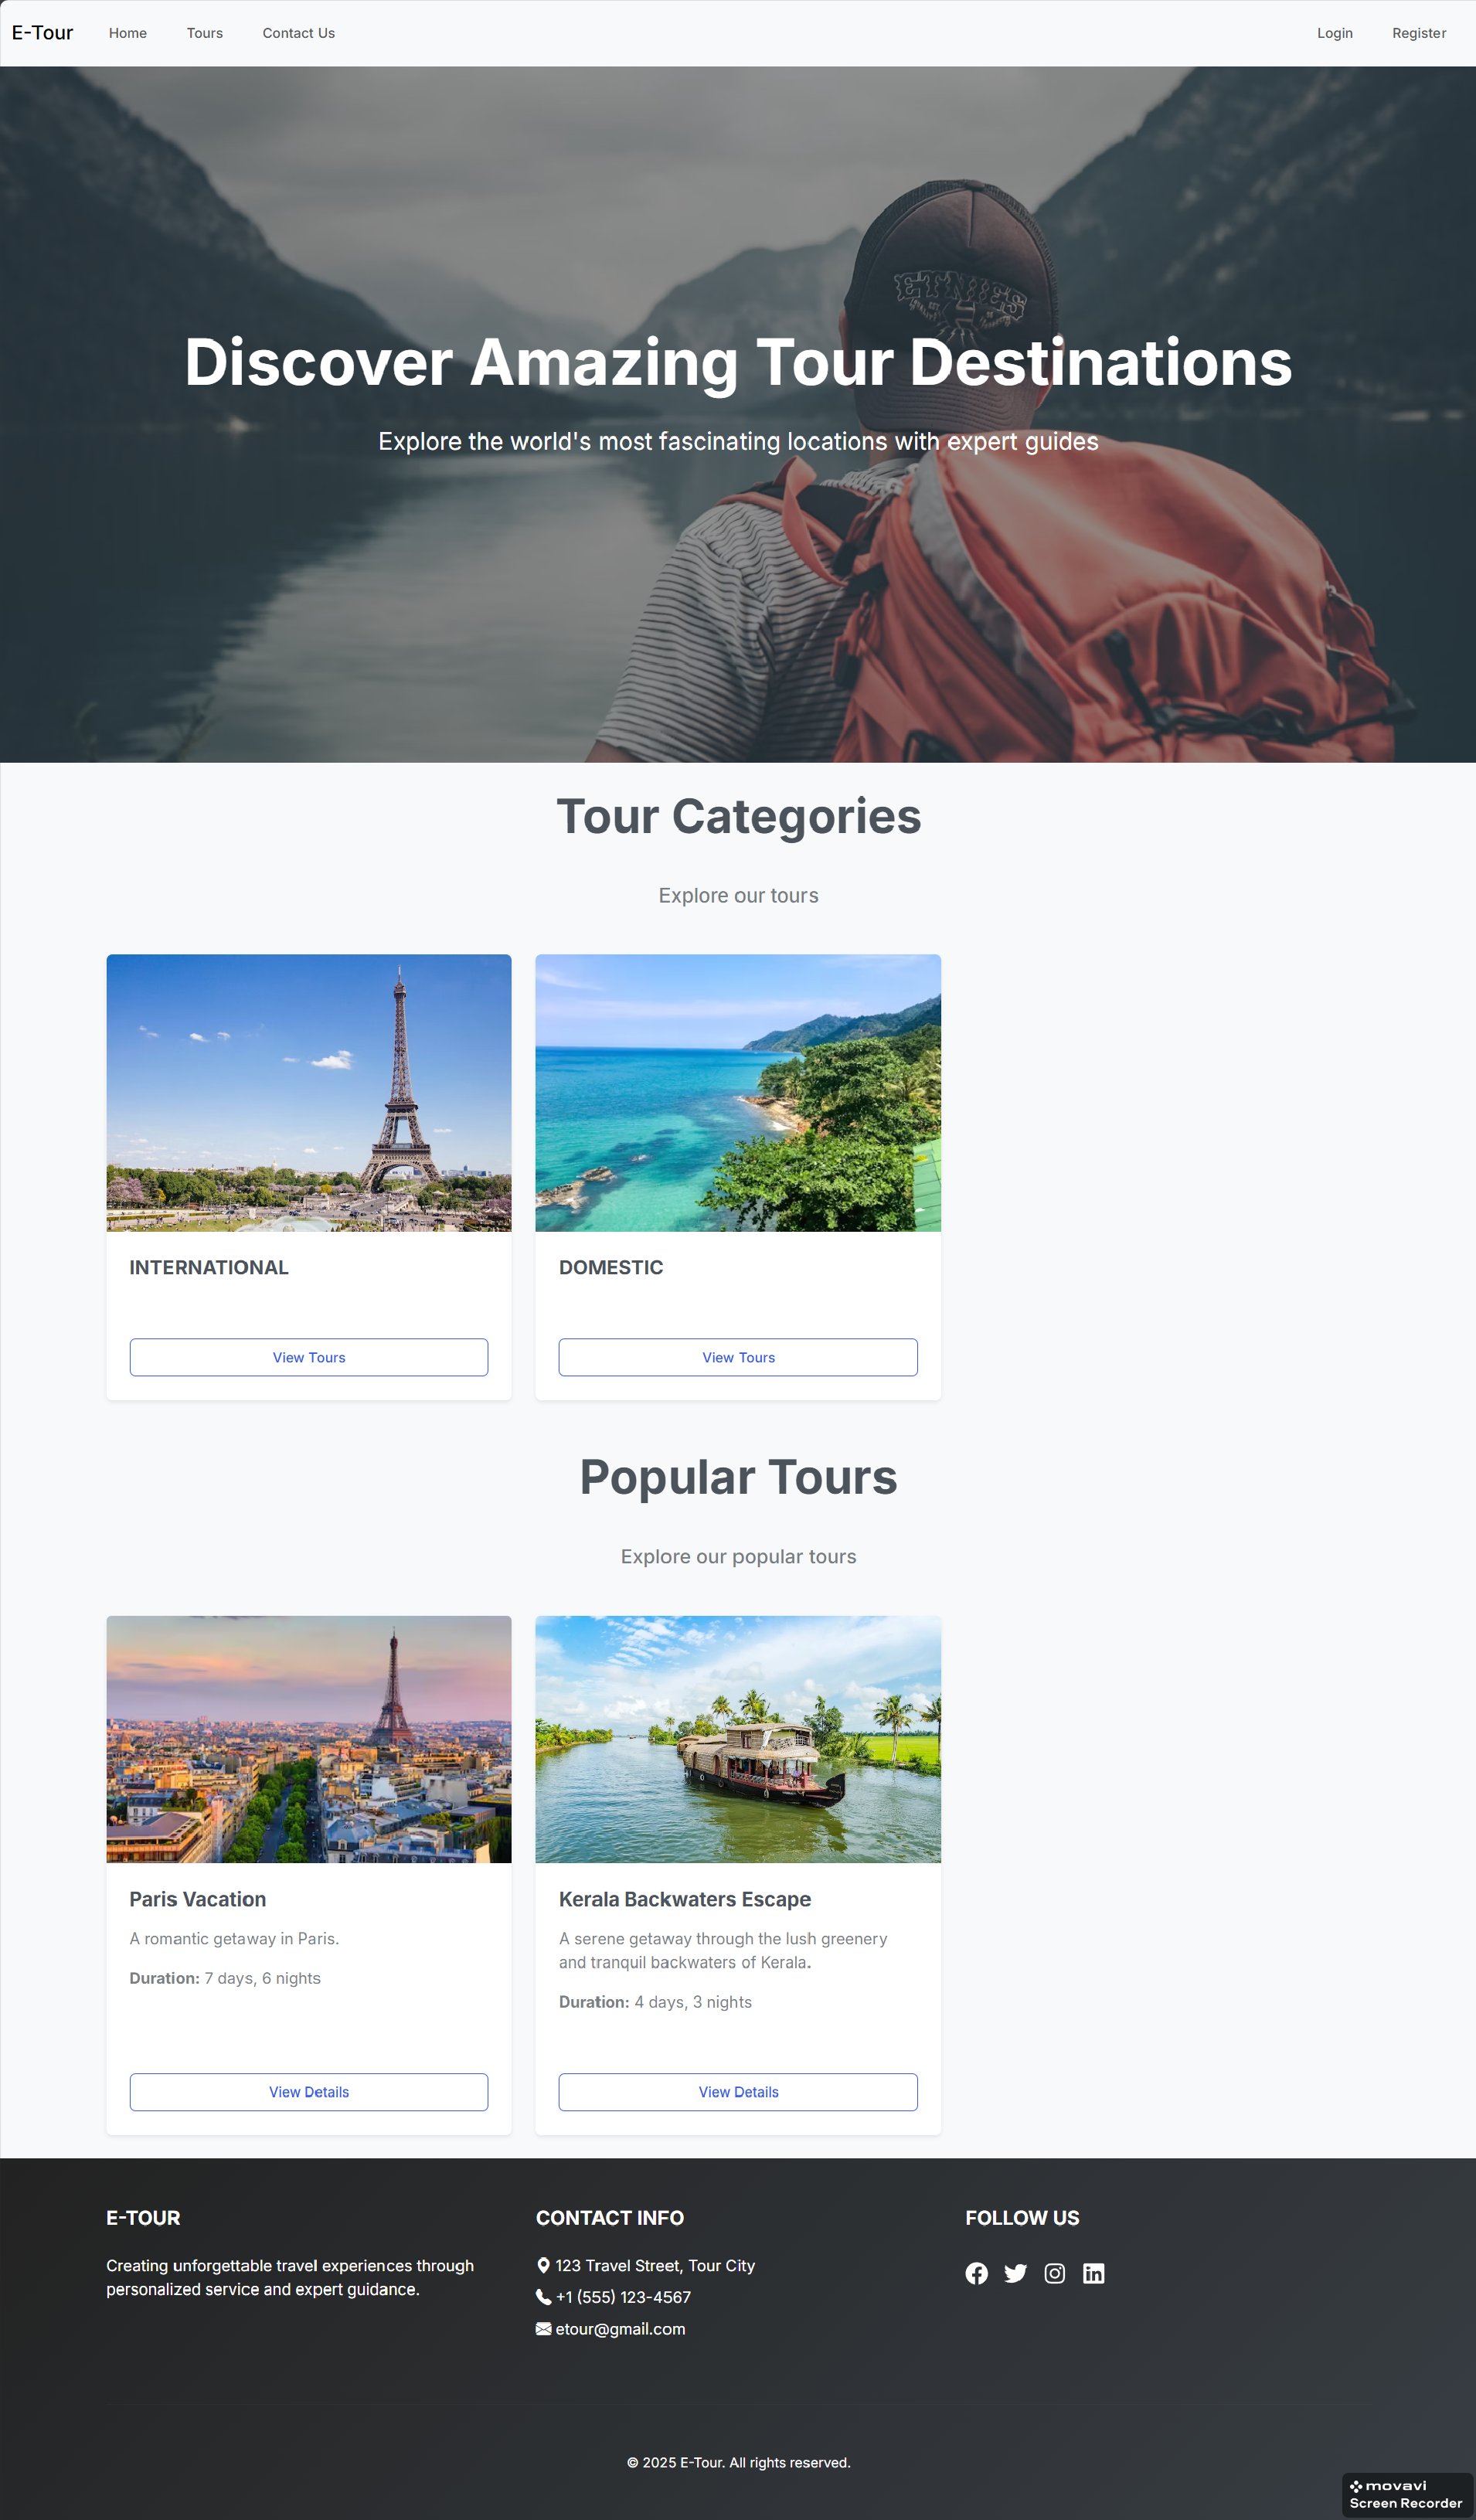 E-Tour
Home
Tours
Contact Us
Login
Register
ETNIES
Discover Amazing Tour Destinations
Explore the world's most fascinating locations with expert guides
Tour Categories
Explore our tours
INTERNATIONAL
DOMESTIC
View Tours
View Tours
Popular Tours
Explore our popular tours
Paris Vacation
A romantic getaway in Paris.
Duration: 7 days, 6 nights
View Details
Kerala Backwaters Escape
A serene getaway through the lush greenery
and tranquil backwaters of Kerala.
Duration: 4 days, 3 nights
View Details
E-TOUR
Creating unforgettable travel experiences through
personalized service and expert guidance.
CONTACT INFO
123 Travel Street, Tour City
+1 (555) 123-4567
etour@gmail.com
FOLLOW US
© 2025 E-Tour. All rights reserved.
movavi
Screen Recorder